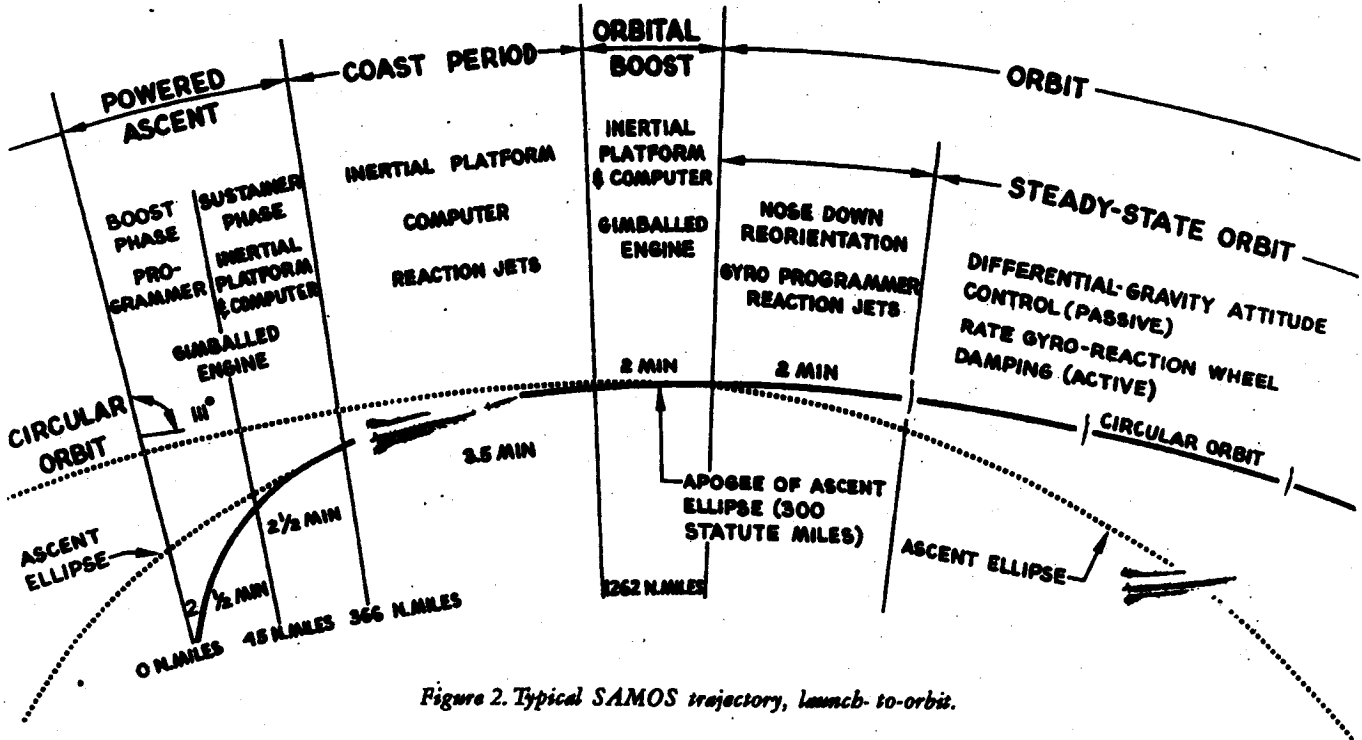 POWERED
ASCENT
COAST PERIOD
ORBITAL
BOOST
ORBIT
BOOST
PHASE
PRO-
GRAMMER
SUSTAINER
PHASE
INERTIAL
PLATFORM
& COMPUTER
GIMBALLED
ENGINE
INERTIAL PLATFORM
COMPUTER
REACTION JETS
INERTIAL
PLATFORM
& COMPUTER
GIMBALLED
ENGINE
NOSE DOWN
REORIENTATION
GYRO PROGRAMMER
REACTION JETS
STEADY-STATE ORBIT
DIFFERENTIAL-GRAVITY ATTITUDE
CONTROL (PASSIVE)
RATE GYRO-REACTION WHEEL
DAMPING (ACTIVE)
2 MIN
2 MIN
CIRCULAR
ORBIT
111°
3.5 MIN
CIRCULAR ORBIT
APOGEE OF ASCENT
ELLIPSE (300
STATUTE MILES)
ASCENT
ELLIPSE
2 1/2 MIN
ASCENT ELLIPSE
2 1/2 MIN
1262 N.MILES
0 N.MILES
45 N.MILES
366 N.MILES
Figure 2. Typical SAMOS trajectory, launch- to-orbit.